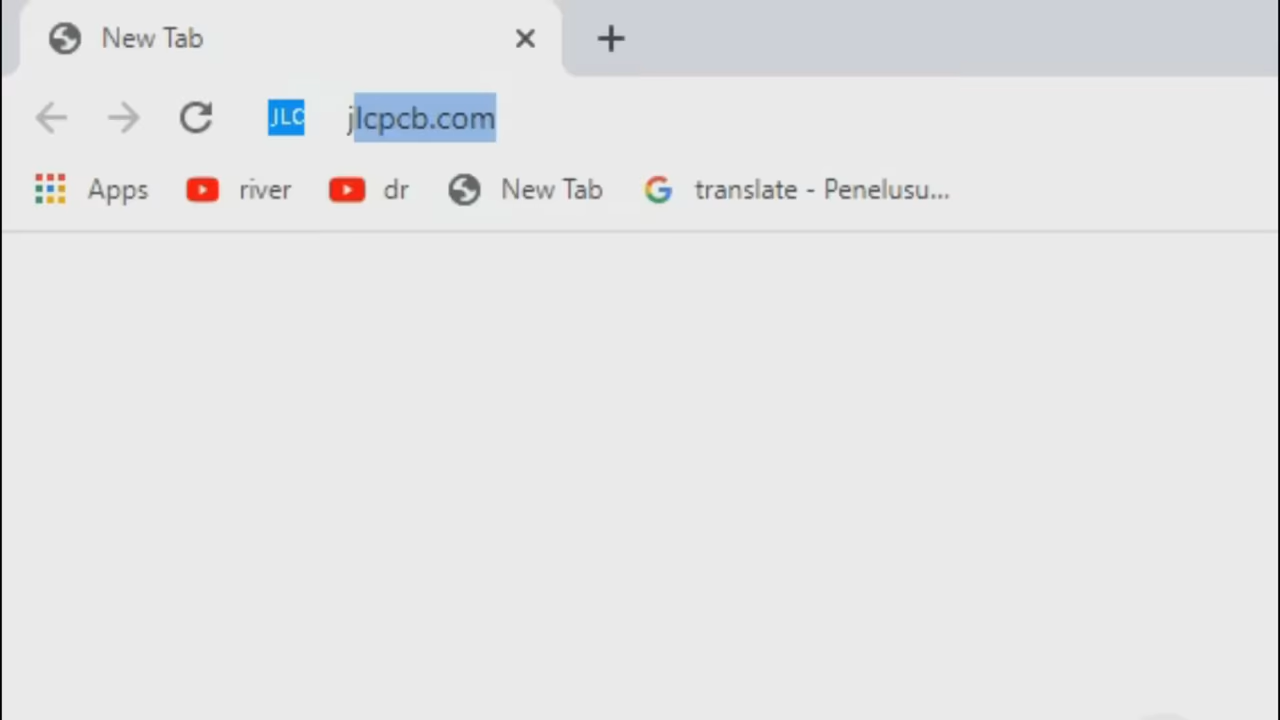 New Tab
JLC jlcpcb.com
Apps river dr New Tab translate - Penelusu...